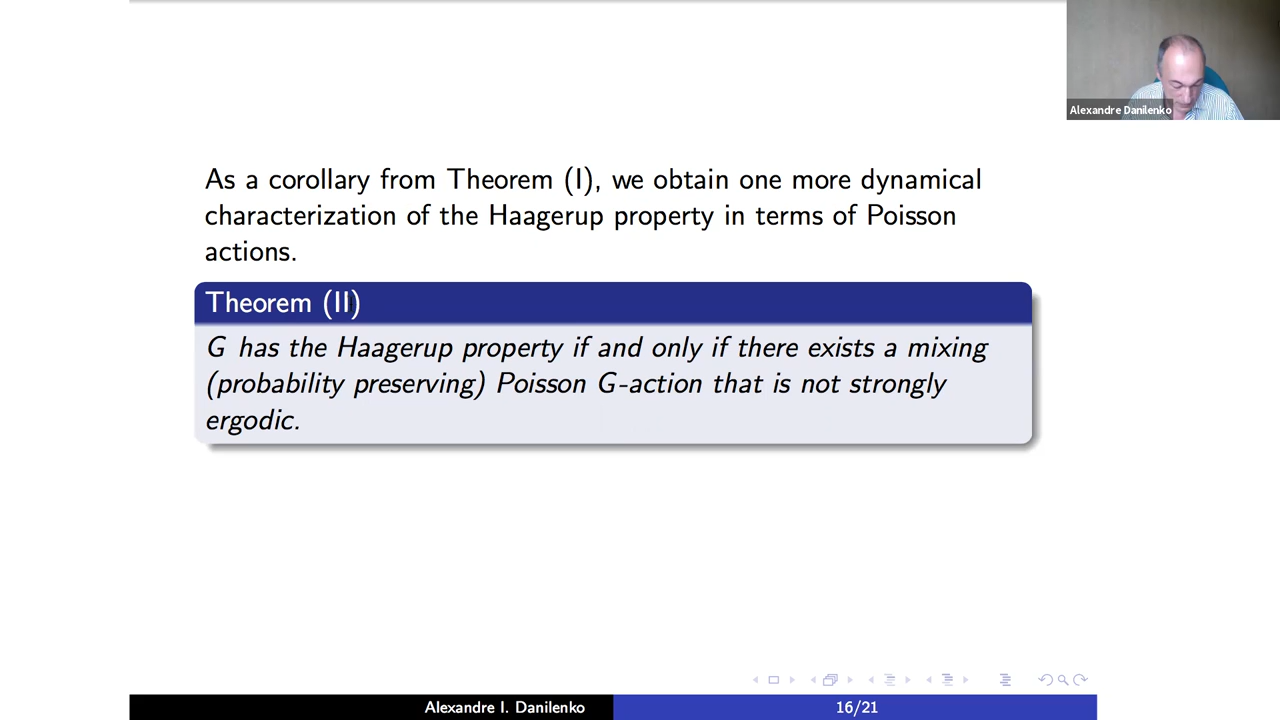 Alexandre Danilenko
As a corollary from Theorem (I), we obtain one more dynamical
characterization of the Haagerup property in terms of Poisson
actions.
Theorem (II)
G has the Haagerup property if and only if there exists a mixing
(probability preserving) Poisson G-action that is not strongly
ergodic.
Alexandre I. Danilenko
16/21